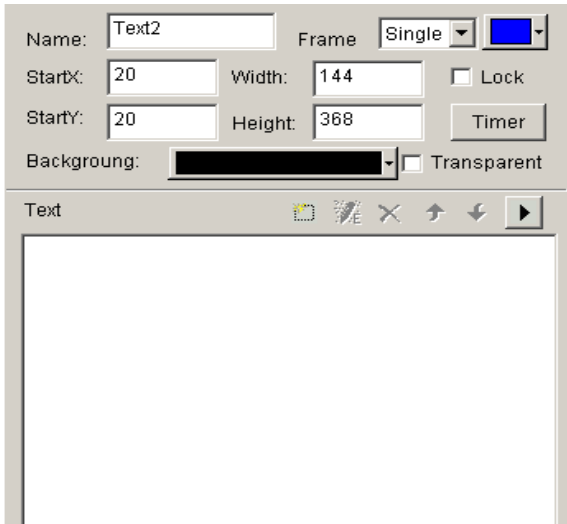 Name: Text2 Frame Single
StartX: 20 Width: 144 Lock
StartY: 20 Height: 368 Timer
Backgroung: Transparent
Text E